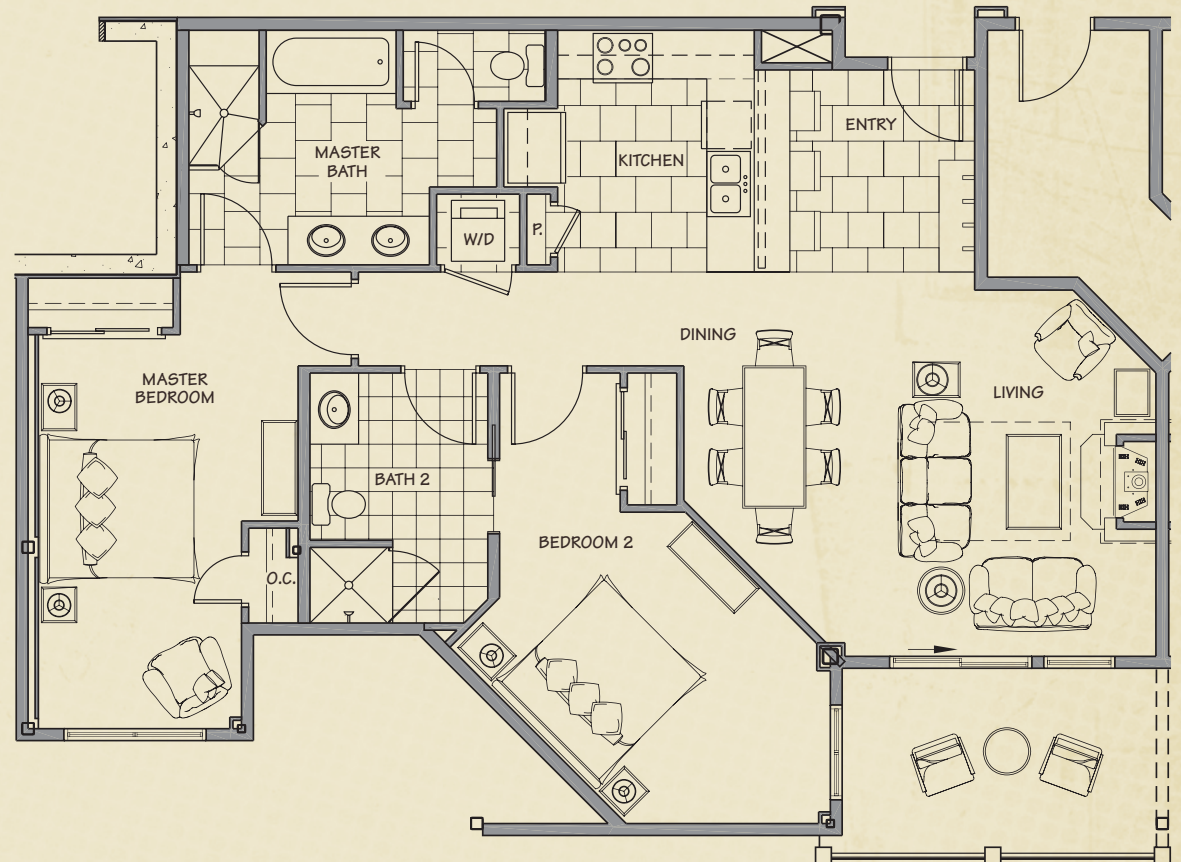 MASTER
BATH
KITCHEN
ENTRY
W/D
P.
DINING
MASTER
BEDROOM
LIVING
BATH 2
BEDROOM 2
O.C.